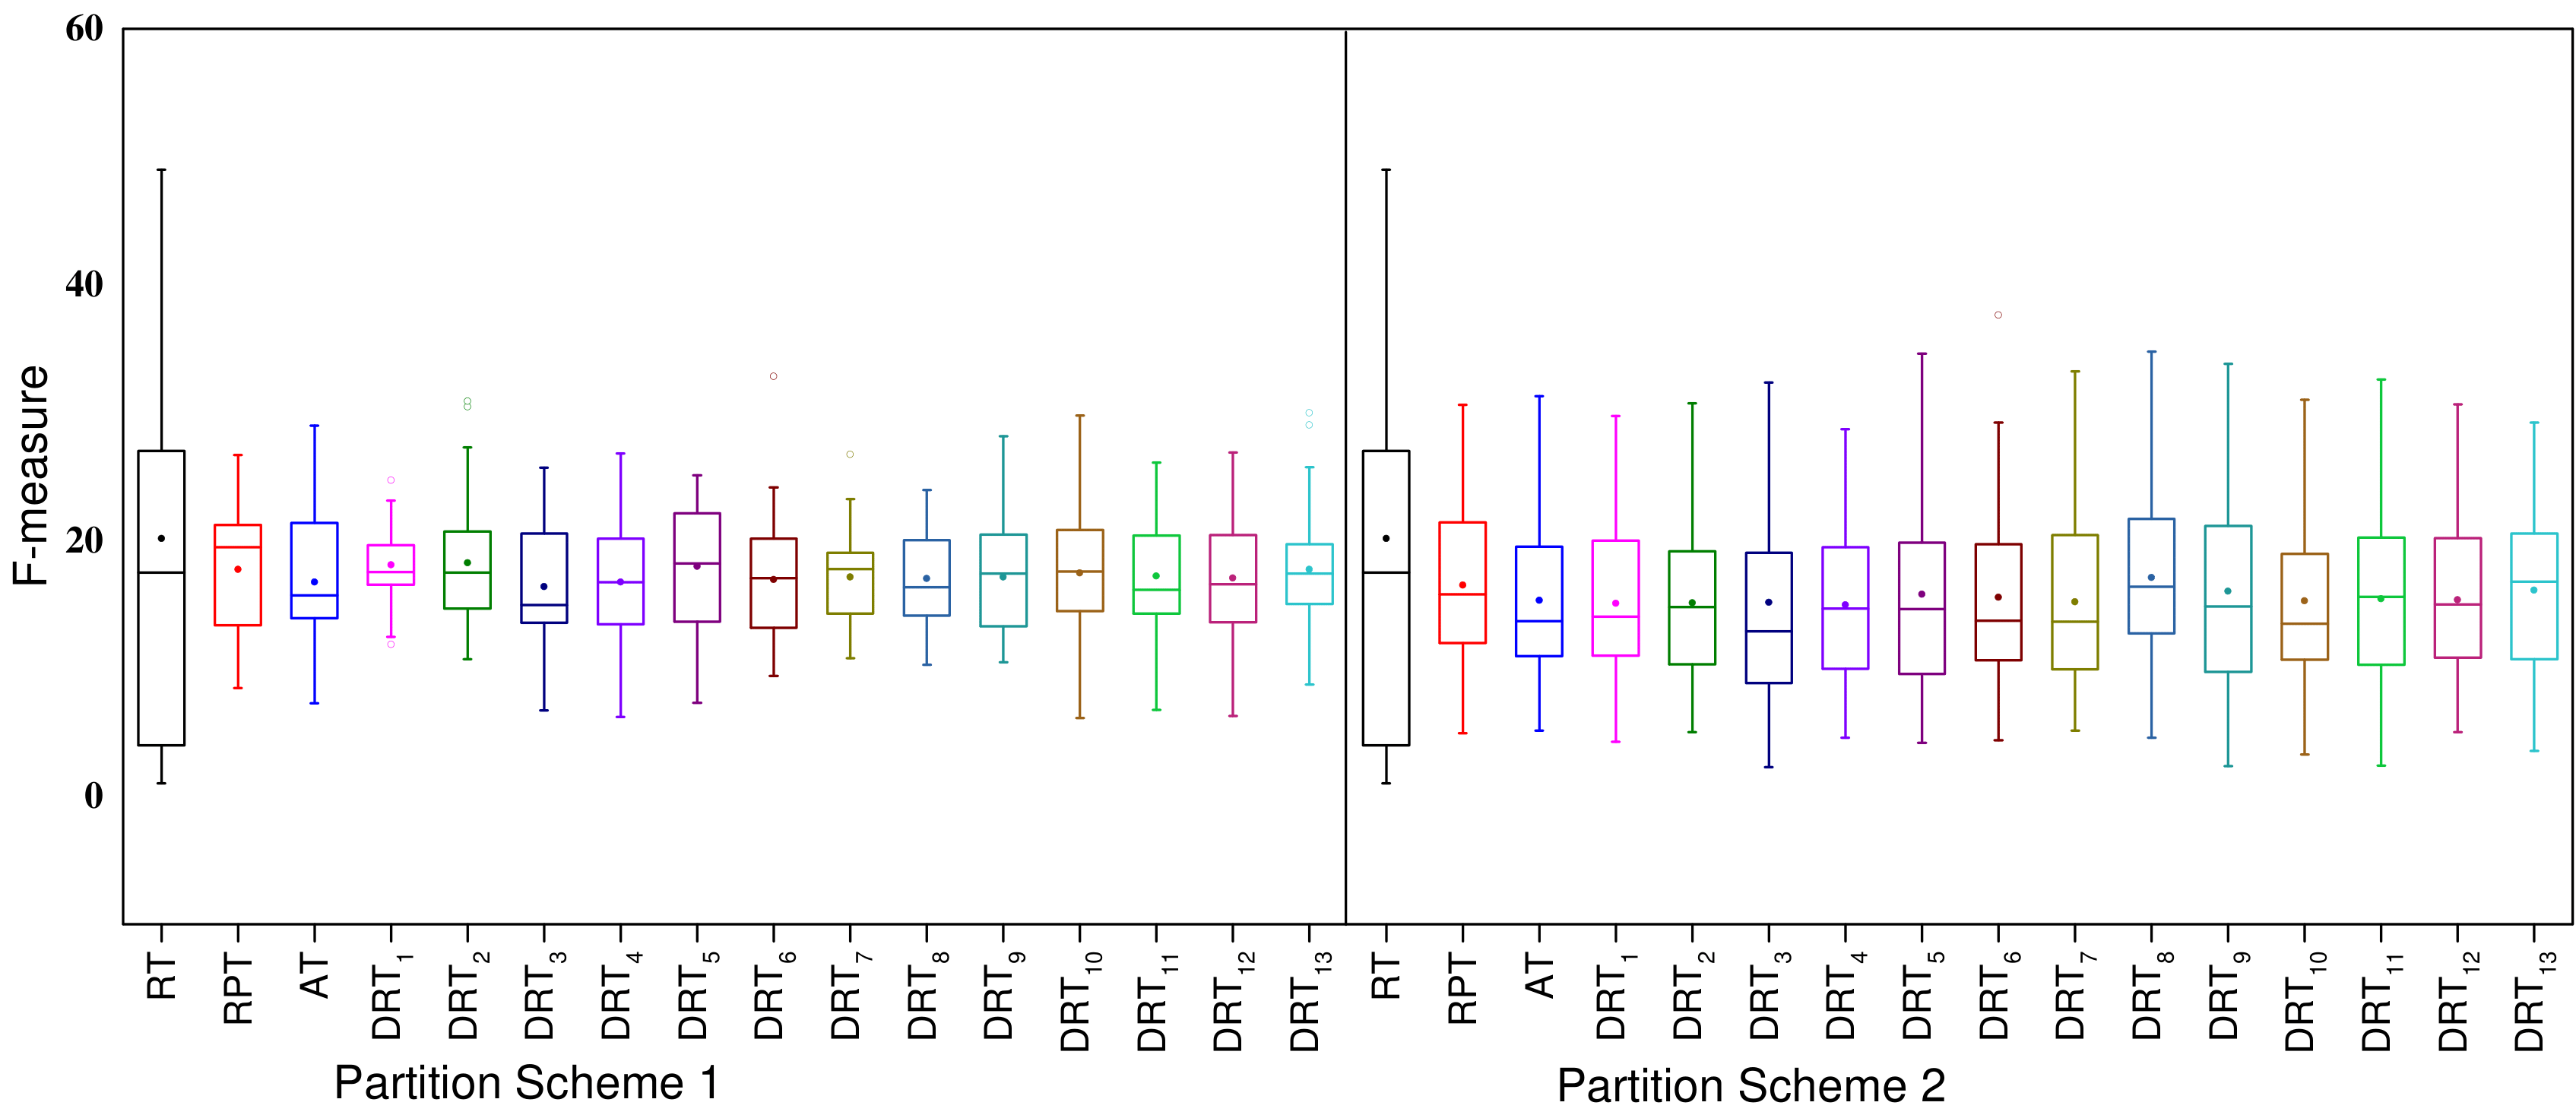 60
40
20
0
F-measure
RT
RPT
AT
DRT1
DRT2
DRT3
DRT4
DRT5
DRT6
DRT7
DRT8
DRT9
DRT10
DRT11
DRT12
DRT13
RT
RPT
AT
DRT1
DRT2
DRT3
DRT4
DRT5
DRT6
DRT7
DRT8
DRT9
DRT10
DRT11
DRT12
DRT13
Partition Scheme 1
Partition Scheme 2